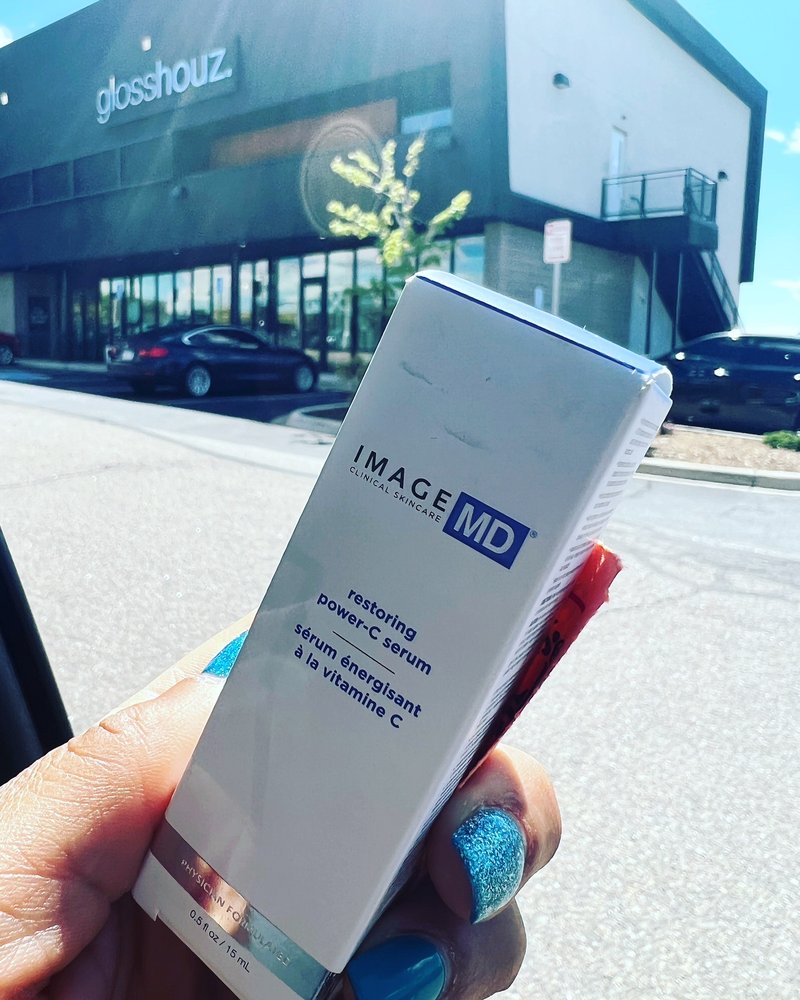 glosshouz.
IMAGE
CLINICAL SKINCARE
MD®
restoring
power-C serum
sérum énergisant
à la vitamine C
PHYSICIAN FORMULATED
0.5 fl oz / 15 mL